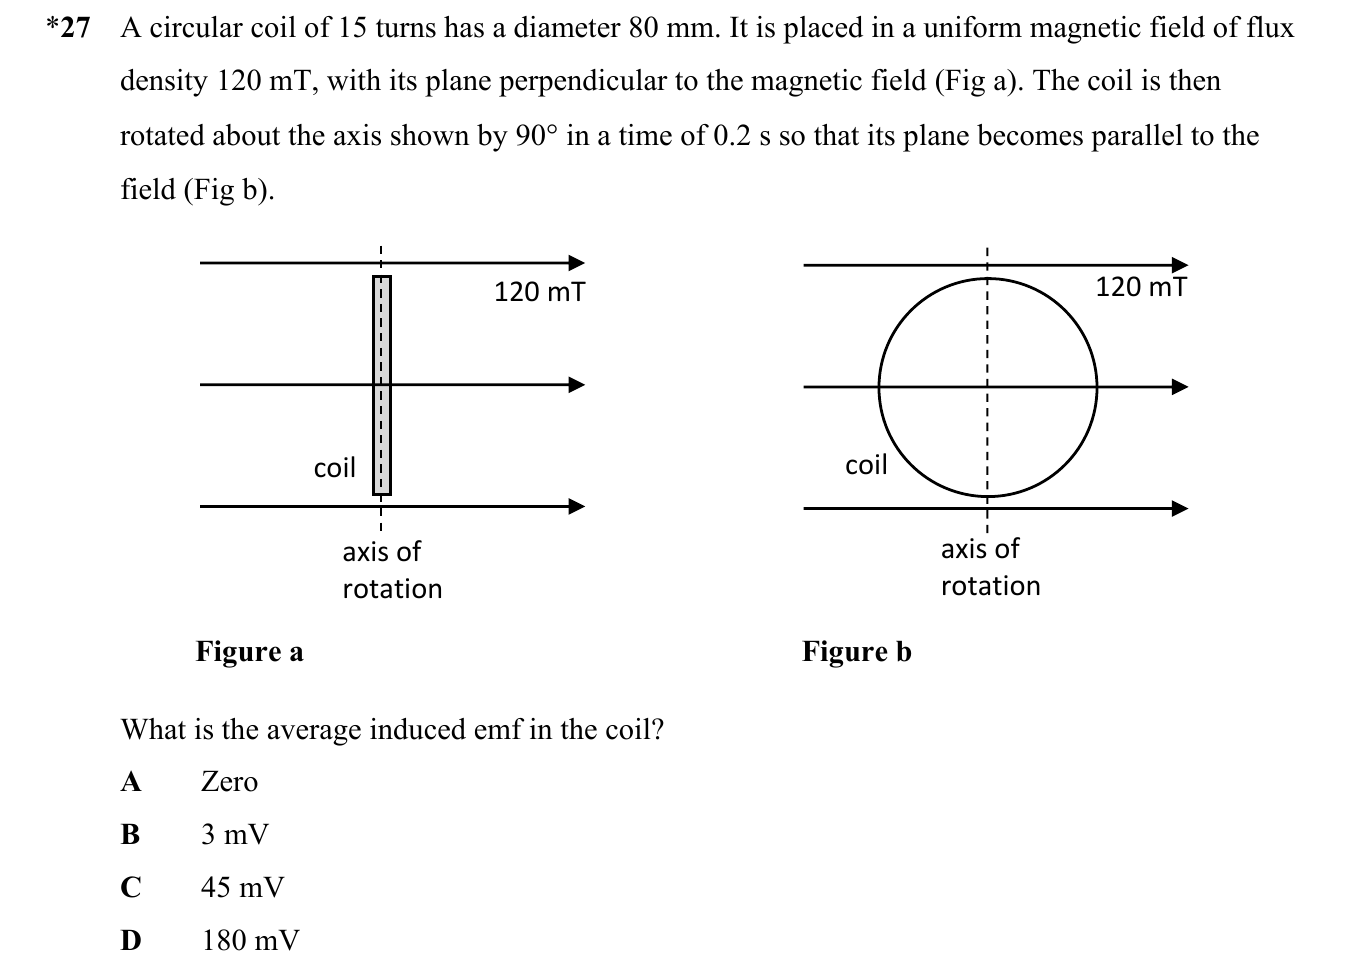 *27 A circular coil of 15 turns has a diameter 80 mm. It is placed in a uniform magnetic field of flux
density 120 mT, with its plane perpendicular to the magnetic field (Fig a). The coil is then
rotated about the axis shown by 90° in a time of 0.2 s so that its plane becomes parallel to the
field (Fig b).
120 mT
coil
axis of
rotation
Figure a
120 mT
coil
axis of
rotation
Figure b
What is the average induced emf in the coil?
A Zero
B 3 mV
C 45 mV
D 180 mV